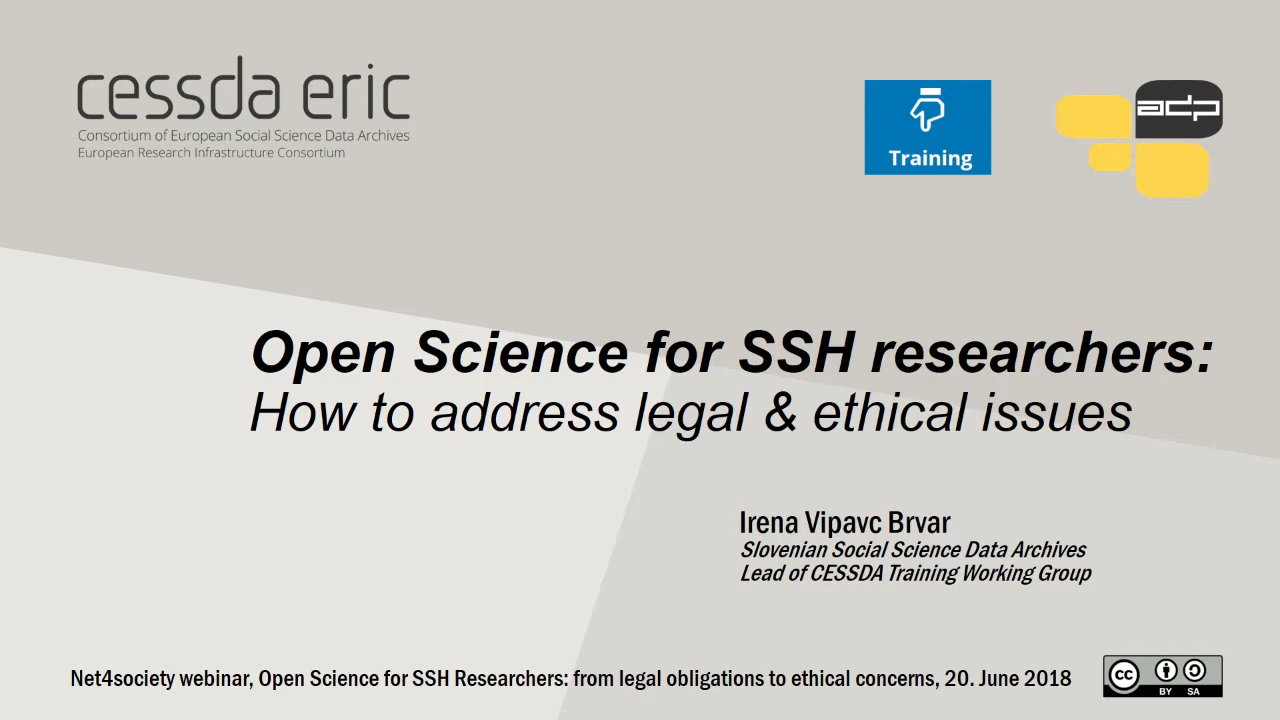 cessda eric
Consortium of European Social Science Data Archives
European Research Infrastructure Consortium
Training
adp
Open Science for SSH researchers:
How to address legal & ethical issues
Irena Vipavc Brvar
Slovenian Social Science Data Archives
Lead of CESSDA Training Working Group
Net4society webinar, Open Science for SSH Researchers: from legal obligations to ethical concerns, 20. June 2018
cc
BY SA